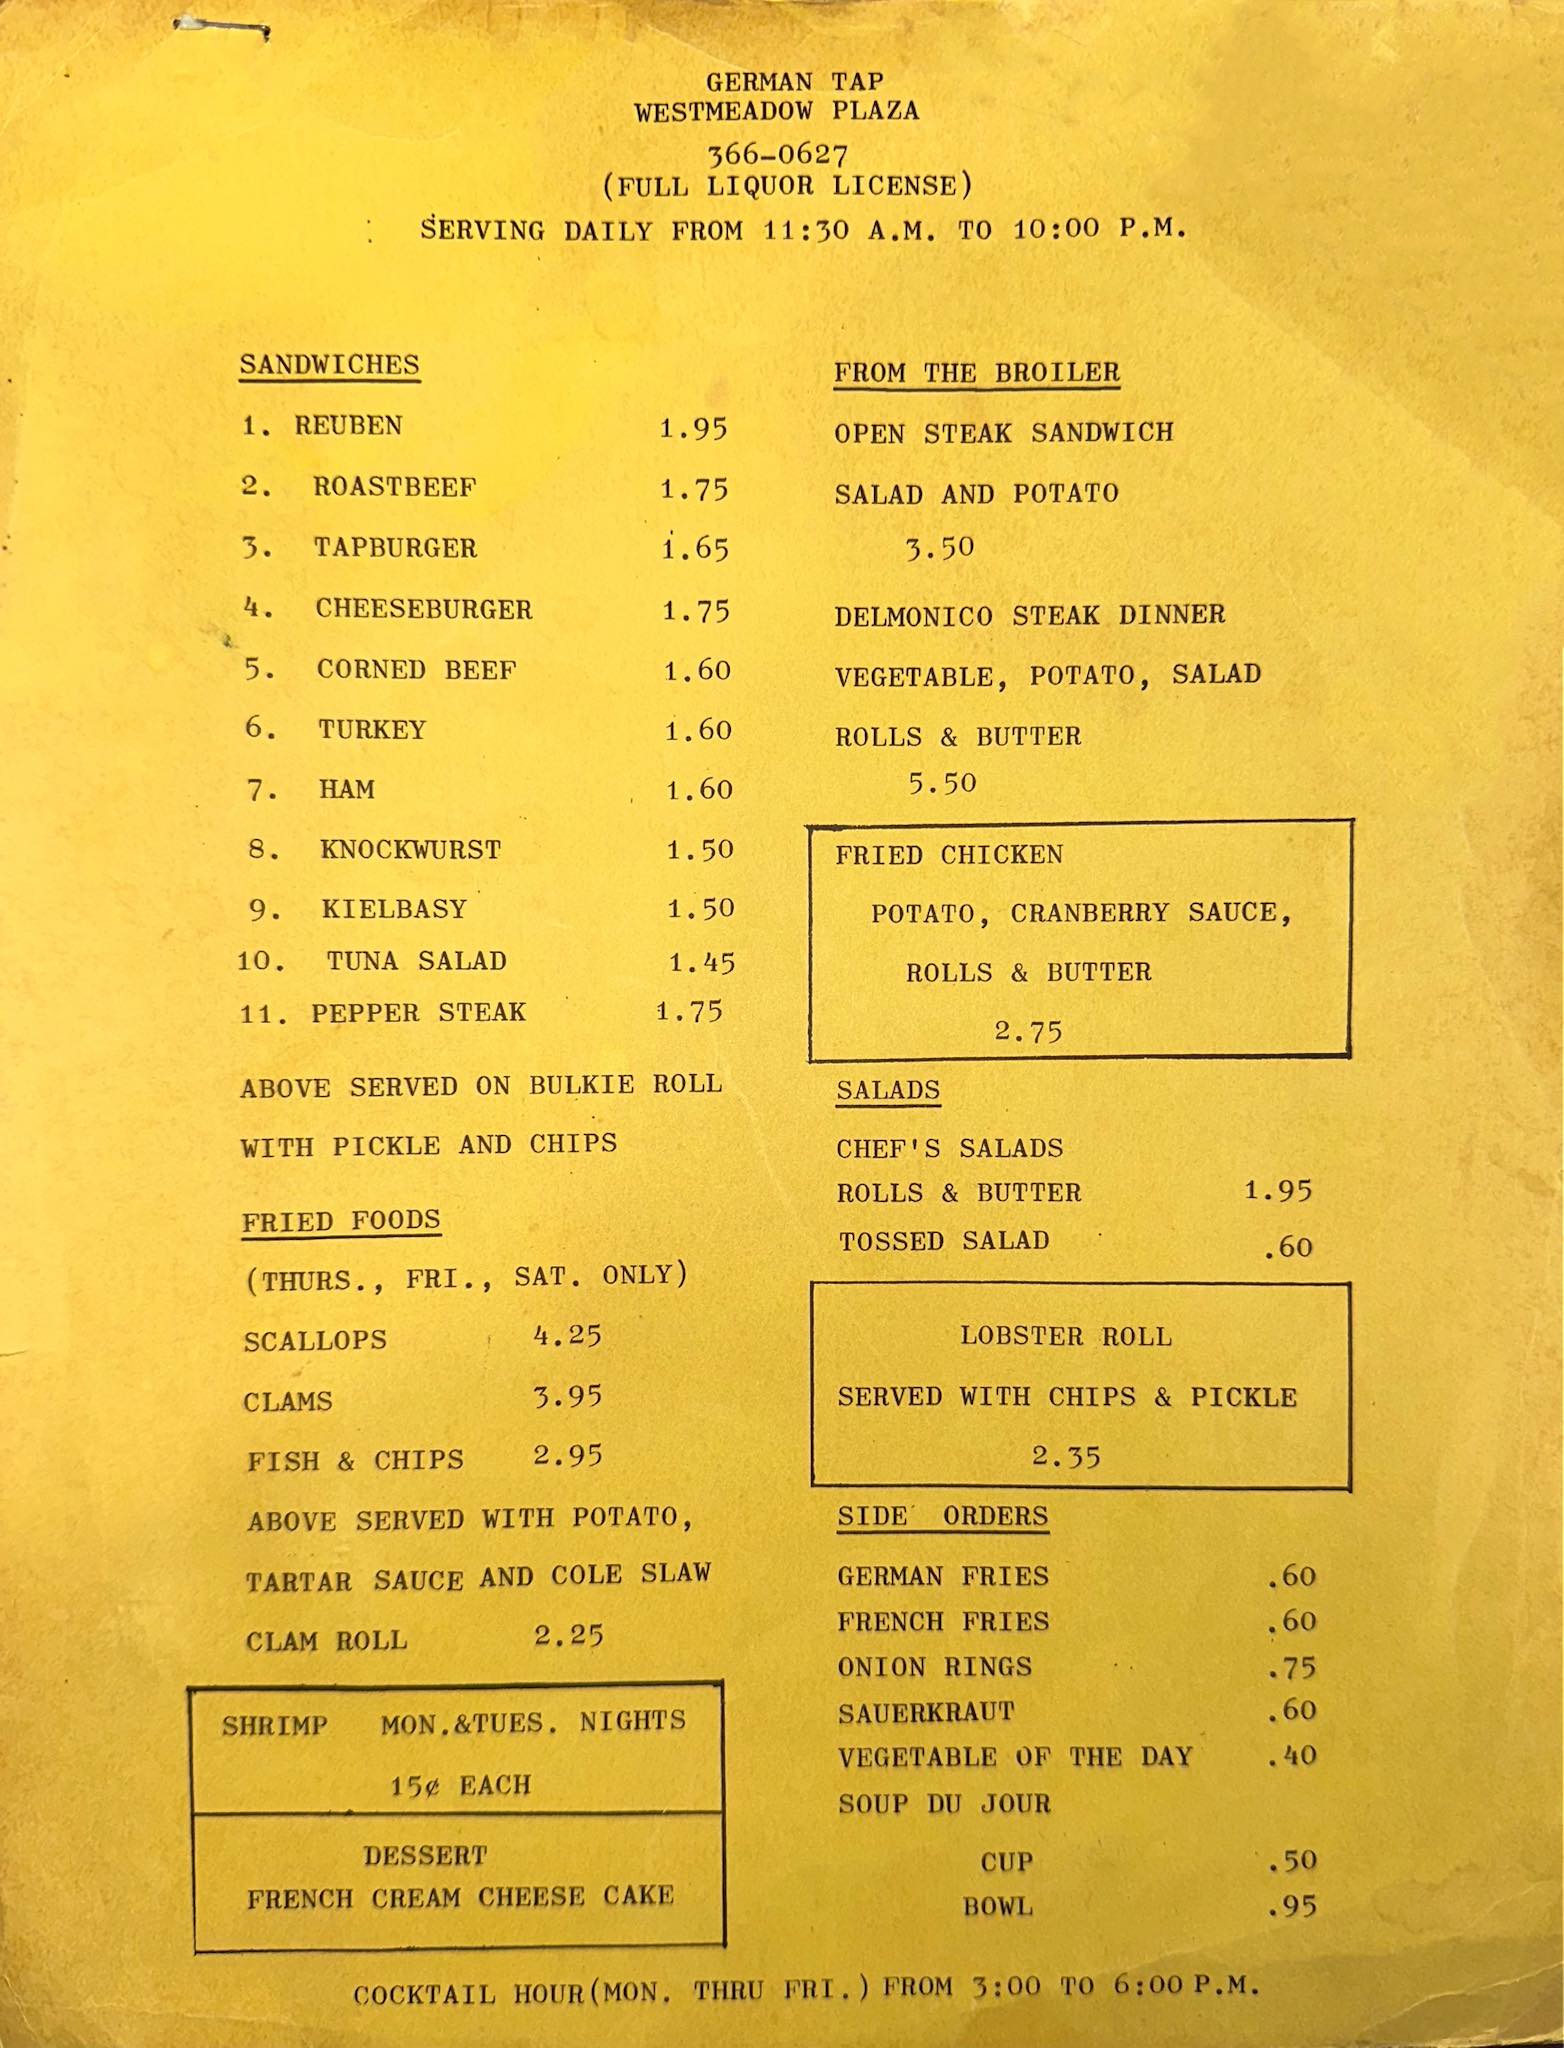 GERMAN TAP
WESTMEADOW PLAZA
366-0627
(FULL LIQUOR LICENSE)
SERVING DAILY FROM 11:30 A.M. TO 10:00 P.M.
SANDWICHES
1. REUBEN 1.95
2. ROASTBEEF 1.75
3. TAPBURGER 1.65
4. CHEESEBURGER 1.75
5. CORNED BEEF 1.60
6. TURKEY 1.60
7. HAM 1.60
8. KNOCKWURST 1.50
9. KIELBASY 1.50
10. TUNA SALAD 1.45
11. PEPPER STEAK 1.75
ABOVE SERVED ON BULKIE ROLL
WITH PICKLE AND CHIPS
FRIED FOODS
(THURS., FRI., SAT. ONLY)
SCALLOPS 4.25
CLAMS 3.95
FISH & CHIPS 2.95
ABOVE SERVED WITH POTATO,
TARTAR SAUCE AND COLE SLAW
CLAM ROLL 2.25
SHRIMP MON.&TUES. NIGHTS
15¢ EACH
DESSERT
FRENCH CREAM CHEESE CAKE
FROM THE BROILER
OPEN STEAK SANDWICH
SALAD AND POTATO
3.50
DELMONICO STEAK DINNER
VEGETABLE, POTATO, SALAD
ROLLS & BUTTER
5.50
FRIED CHICKEN
POTATO, CRANBERRY SAUCE,
ROLLS & BUTTER
2.75
SALADS
CHEF'S SALADS
ROLLS & BUTTER 1.95
TOSSED SALAD .60
LOBSTER ROLL
SERVED WITH CHIPS & PICKLE
2.35
SIDE ORDERS
GERMAN FRIES .60
FRENCH FRIES .60
ONION RINGS .75
SAUERKRAUT .60
VEGETABLE OF THE DAY .40
SOUP DU JOUR
CUP .50
BOWL .95
COCKTAIL HOUR(MON. THRU FRI.) FROM 3:00 TO 6:00 P.M.